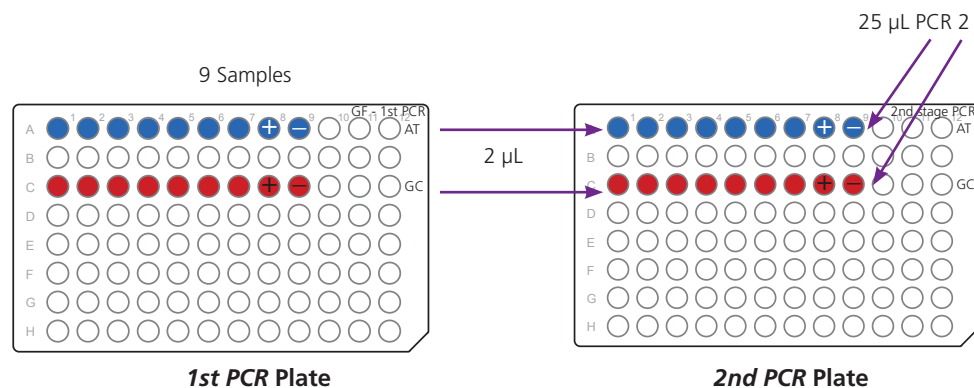 25 µL PCR 2
9 Samples
1 2 3 4 5 6 7 8 9 10 11 12
GF - 1st PCR
A + − AT
B
C + − GC
D
E
F
G
H
2 µL
1 2 3 4 5 6 7 8 9 10 11 12
2nd stage PCR
A + − AT
B
C + − GC
D
E
F
G
H
1st PCR Plate
2nd PCR Plate